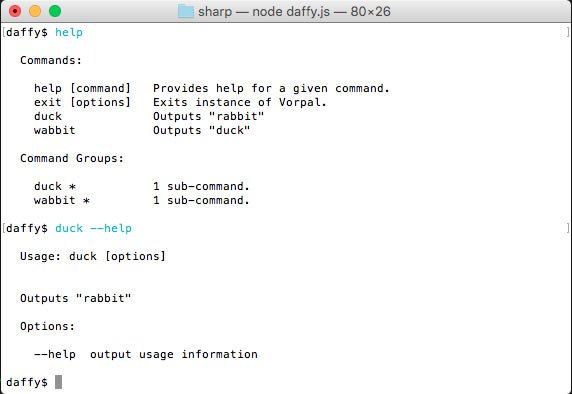 sharp — node daffy.js — 80×26
[daffy$ help ]
Commands:
help [command]   Provides help for a given command.
exit [options]   Exits instance of Vorpal.
duck             Outputs "rabbit"
wabbit           Outputs "duck"
Command Groups:
duck *           1 sub-command.
wabbit *         1 sub-command.
[daffy$ duck --help ]
Usage: duck [options]
Outputs "rabbit"
Options:
--help  output usage information
daffy$